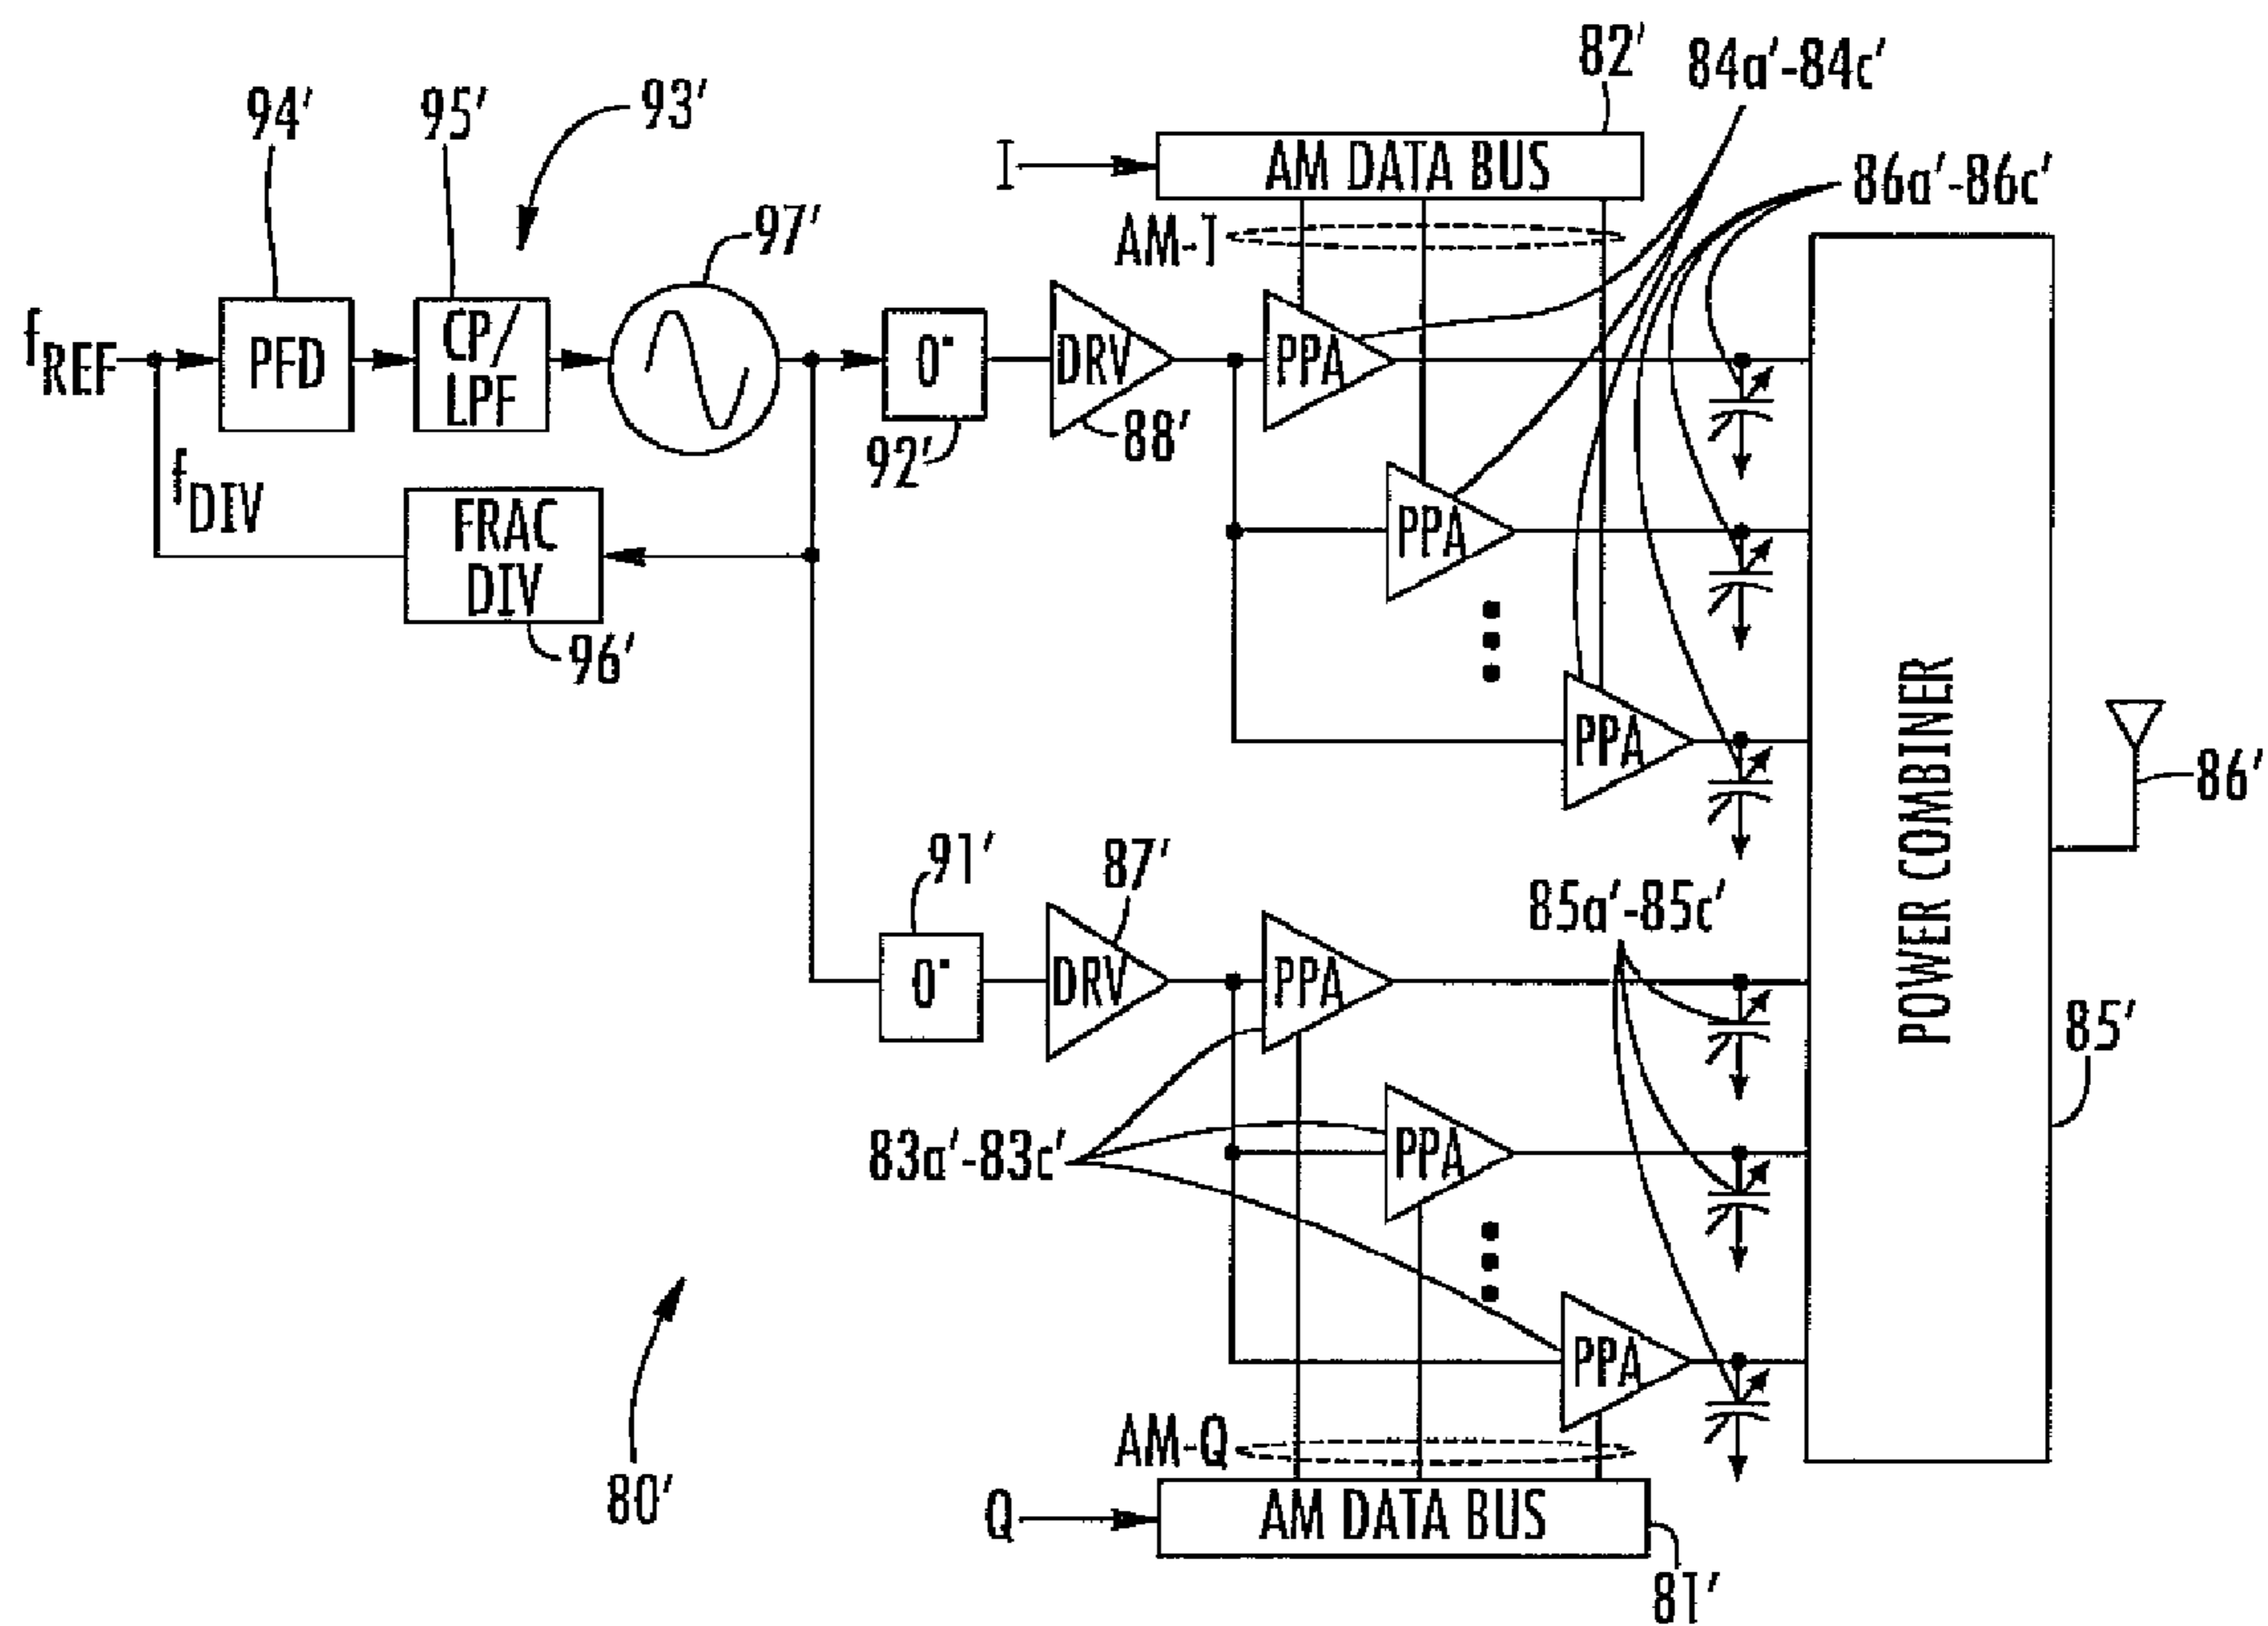 82'
84a'-84c'
94'
95'
93'
I
AM DATA BUS
86a'-86c'
97'
AM-I
fREF
PFD
CP/
LPF
0°
DRV
PPA
92'
88'
fDIV
FRAC
DIV
PPA
96'
PPA
POWER COMBINER
86'
91'
87'
85a'-85c'
0°
DRV
PPA
85'
83a'-83c'
PPA
PPA
AM-Q
80'
Q
AM DATA BUS
81'